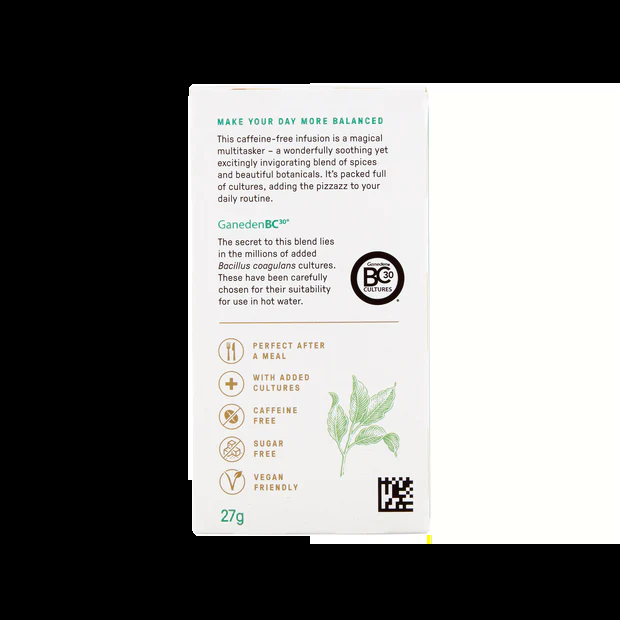 MAKE YOUR DAY MORE BALANCED
This caffeine-free infusion is a magical
multitasker – a wonderfully soothing yet
excitingly invigorating blend of spices
and beautiful botanicals. It's packed full
of cultures, adding the pizzazz to your
daily routine.
GanedenBC30®
The secret to this blend lies
in the millions of added
Bacillus coagulans cultures.
These have been carefully
chosen for their suitability
for use in hot water.
Ganeden®
BC30
CULTURES
PERFECT AFTER
A MEAL
WITH ADDED
CULTURES
CAFFEINE
FREE
SUGAR
FREE
VEGAN
FRIENDLY
27g